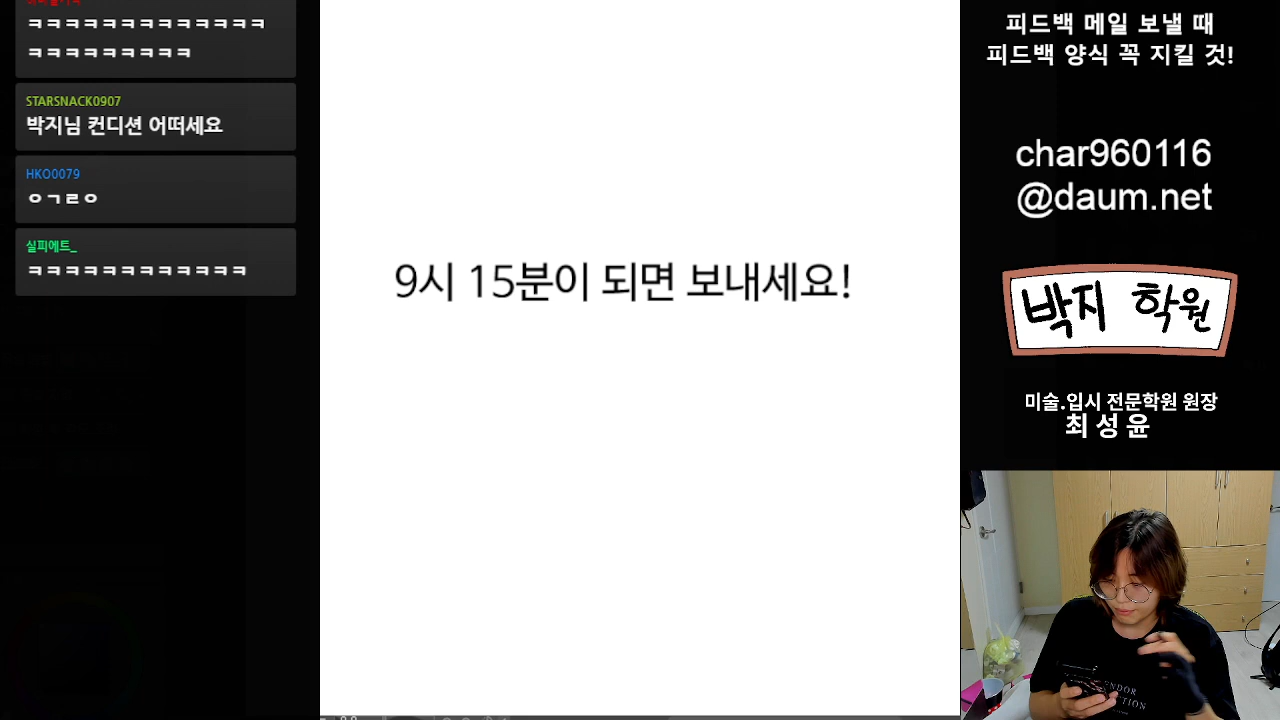 ㅋㅋㅋㅋㅋㅋㅋㅋㅋㅋㅋㅋㅋ
ㅋㅋㅋㅋㅋㅋㅋㅋㅋ
STARSNACK0907
박지님 컨디션 어떠세요
HKO0079
ㅇㄱㄹㅇ
실피에트_
ㅋㅋㅋㅋㅋㅋㅋㅋㅋㅋㅋㅋ
9시 15분이 되면 보내세요!
피드백 메일 보낼 때
피드백 양식 꼭 지킬 것!
char960116
@daum.net
박지 학원
미술.입시 전문학원 원장
최성윤